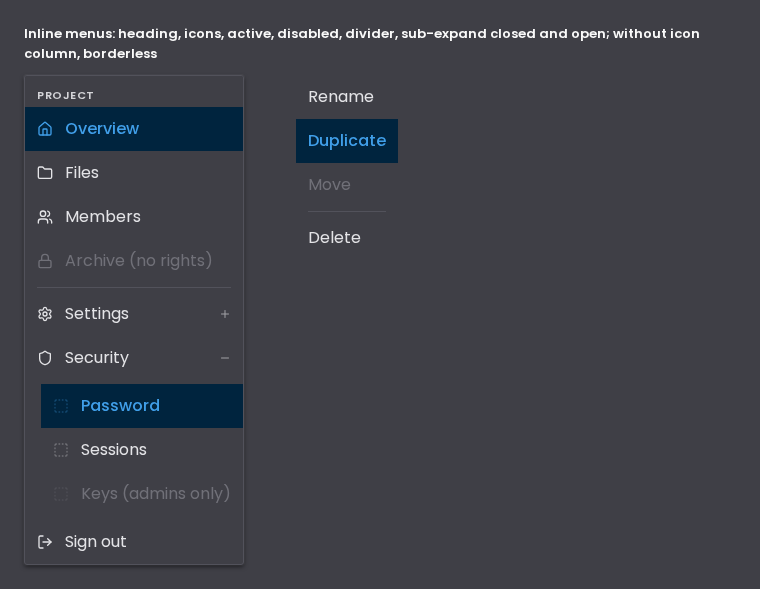 Inline menus: heading, icons, active, disabled, divider, sub-expand closed and open; without icon
column, borderless
PROJECT
Overview
Files
Members
Archive (no rights)
Settings
Security
Password
Sessions
Keys (admins only)
Sign out
Rename
Duplicate
Move
Delete